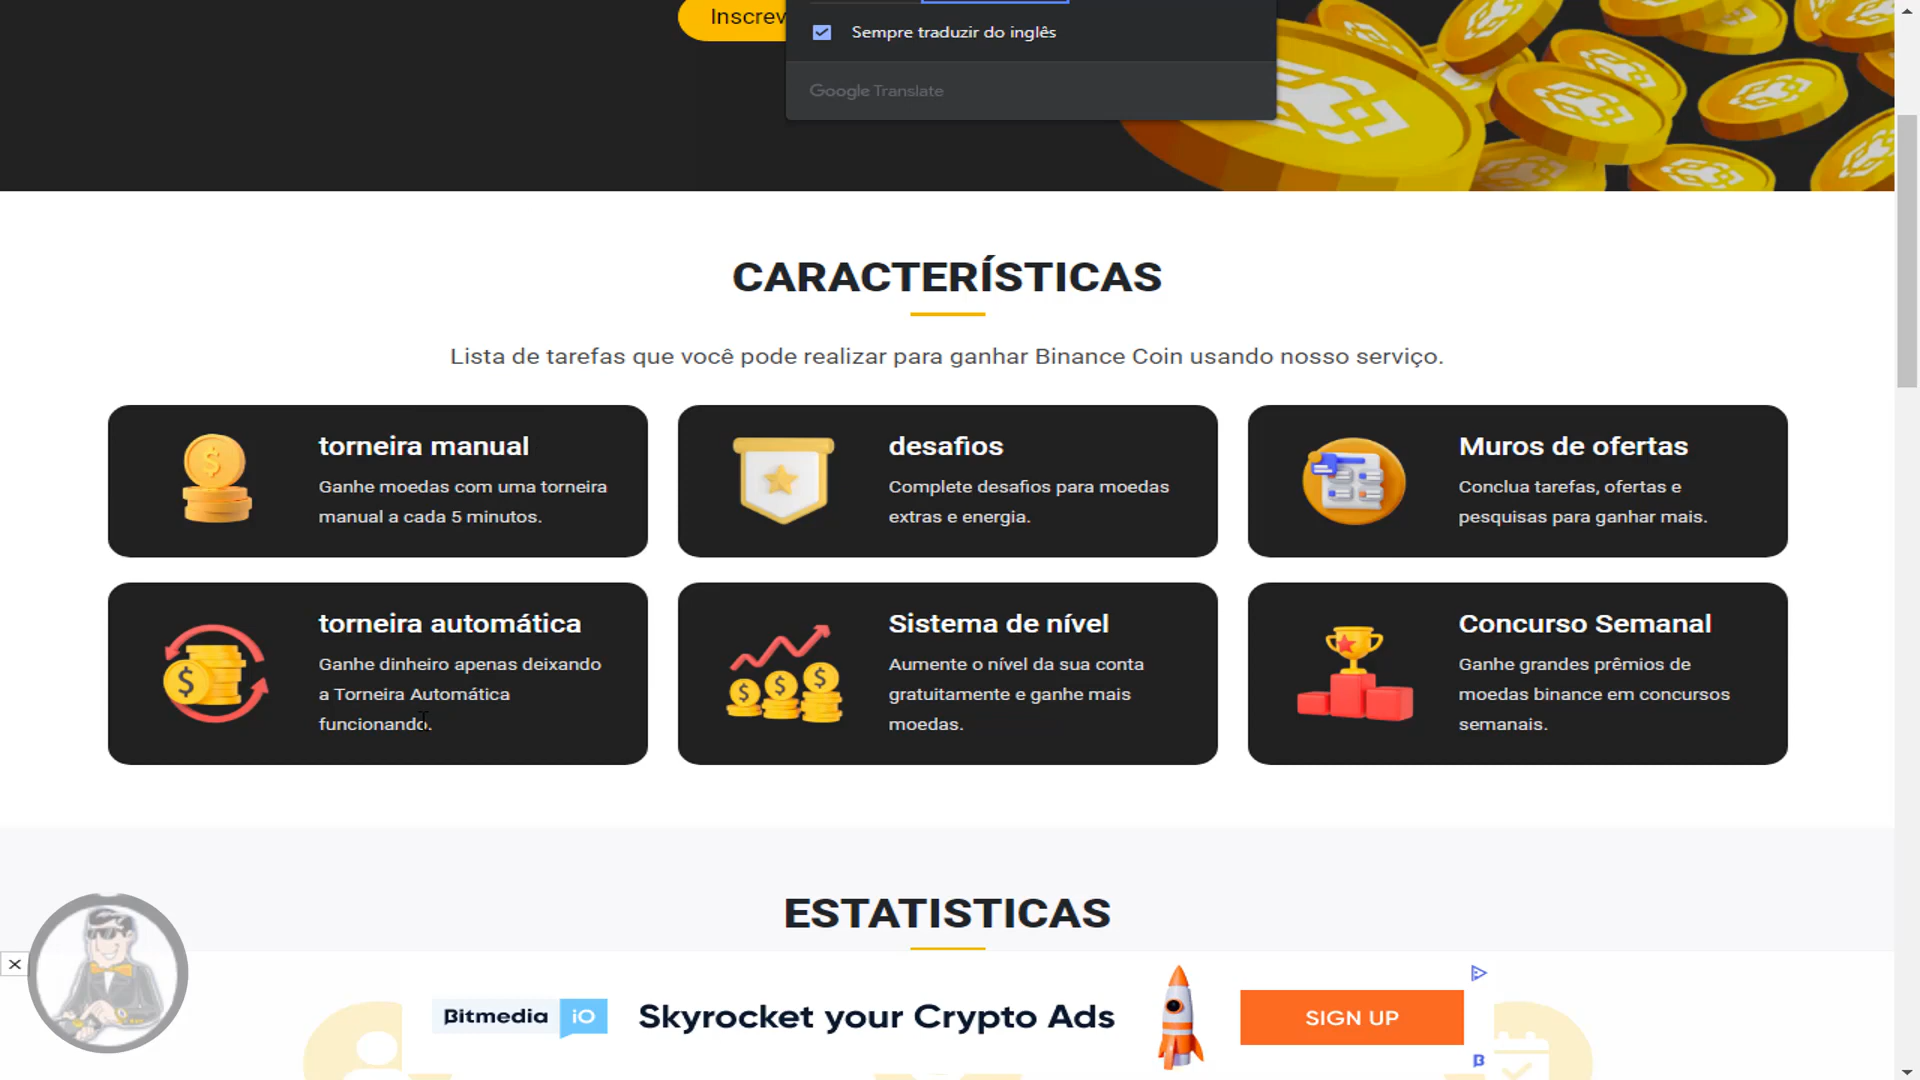 Inscrev
Sempre traduzir do inglês
Google Translate
CARACTERÍSTICAS
Lista de tarefas que você pode realizar para ganhar Binance Coin usando nosso serviço.
torneira manual
Ganhe moedas com uma torneira
manual a cada 5 minutos.
desafios
Complete desafios para moedas
extras e energia.
Muros de ofertas
Conclua tarefas, ofertas e
pesquisas para ganhar mais.
torneira automática
Ganhe dinheiro apenas deixando
a Torneira Automática
funcionando.
Sistema de nível
Aumente o nível da sua conta
gratuitamente e ganhe mais
moedas.
Concurso Semanal
Ganhe grandes prêmios de
moedas binance em concursos
semanais.
ESTATISTICAS
Bitmedia iO
Skyrocket your Crypto Ads
SIGN UP